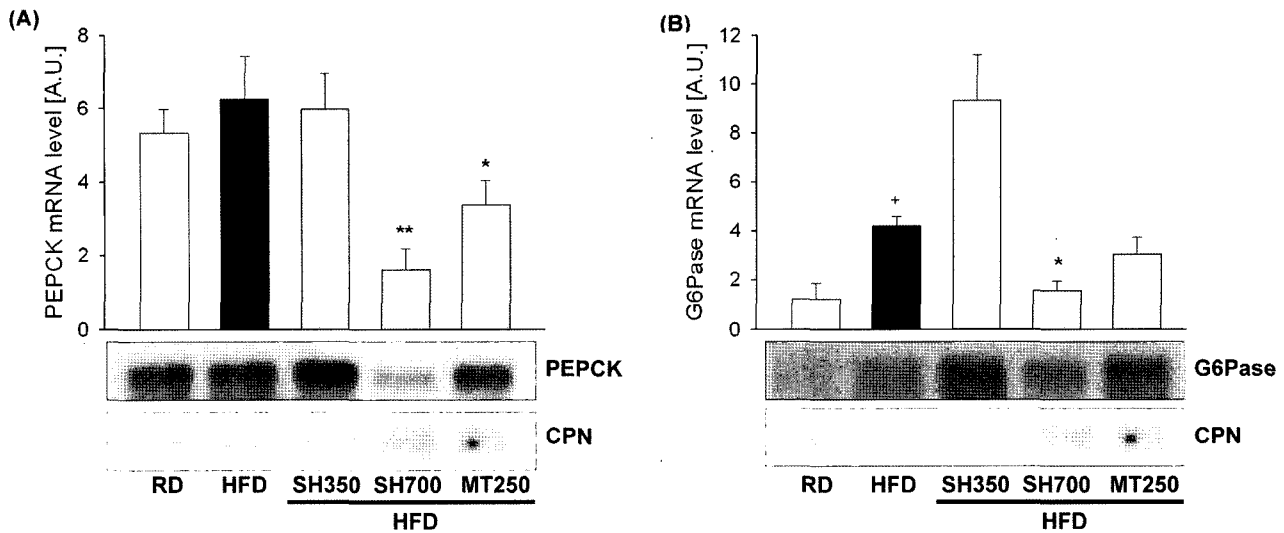 (A)
PEPCK mRNA level [A.U.]
8
6
4
2
0
**
*
PEPCK
CPN
RD HFD SH350 SH700 MT250
HFD
(B)
G6Pase mRNA level [A.U.]
12
10
8
6
4
2
0
+
*
G6Pase
CPN
RD HFD SH350 SH700 MT250
HFD